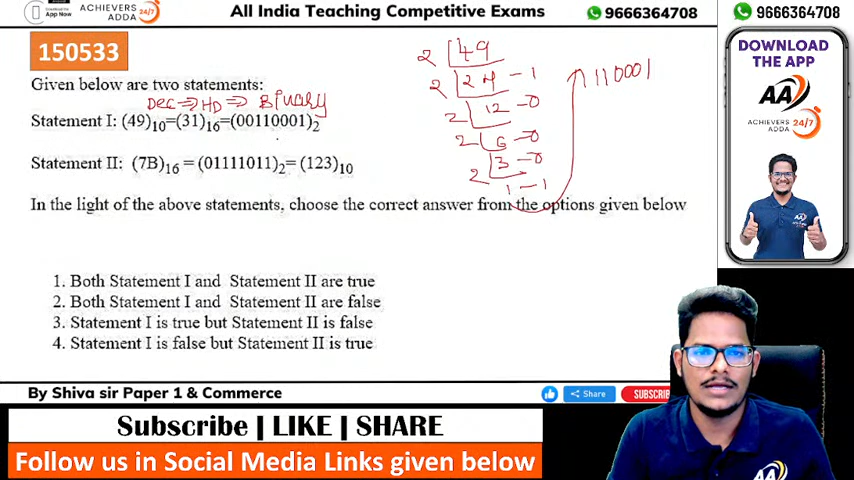 App Now
ACHIEVERS ADDA 24/7
All India Teaching Competitive Exams
9666364708
9666364708
150533
Given below are two statements:
Dec ⇒ HD ⇒ Binary
Statement I: (49)10=(31)16=(00110001)2
Statement II: (7B)16 = (01111011)2= (123)10
In the light of the above statements, choose the correct answer from the options given below
1. Both Statement I and Statement II are true
2. Both Statement I and Statement II are false
3. Statement I is true but Statement II is false
4. Statement I is false but Statement II is true
2 49
2 24 - 1
2 12 - 0
2 6 - 0
2 3 - 0
1 - 1
110001
DOWNLOAD
THE APP
AA
ACHIEVERS ADDA 24/7
AA
By Shiva sir Paper 1 & Commerce
Share
SUBSCRIB
Subscribe | LIKE | SHARE
Follow us in Social Media Links given below
AA